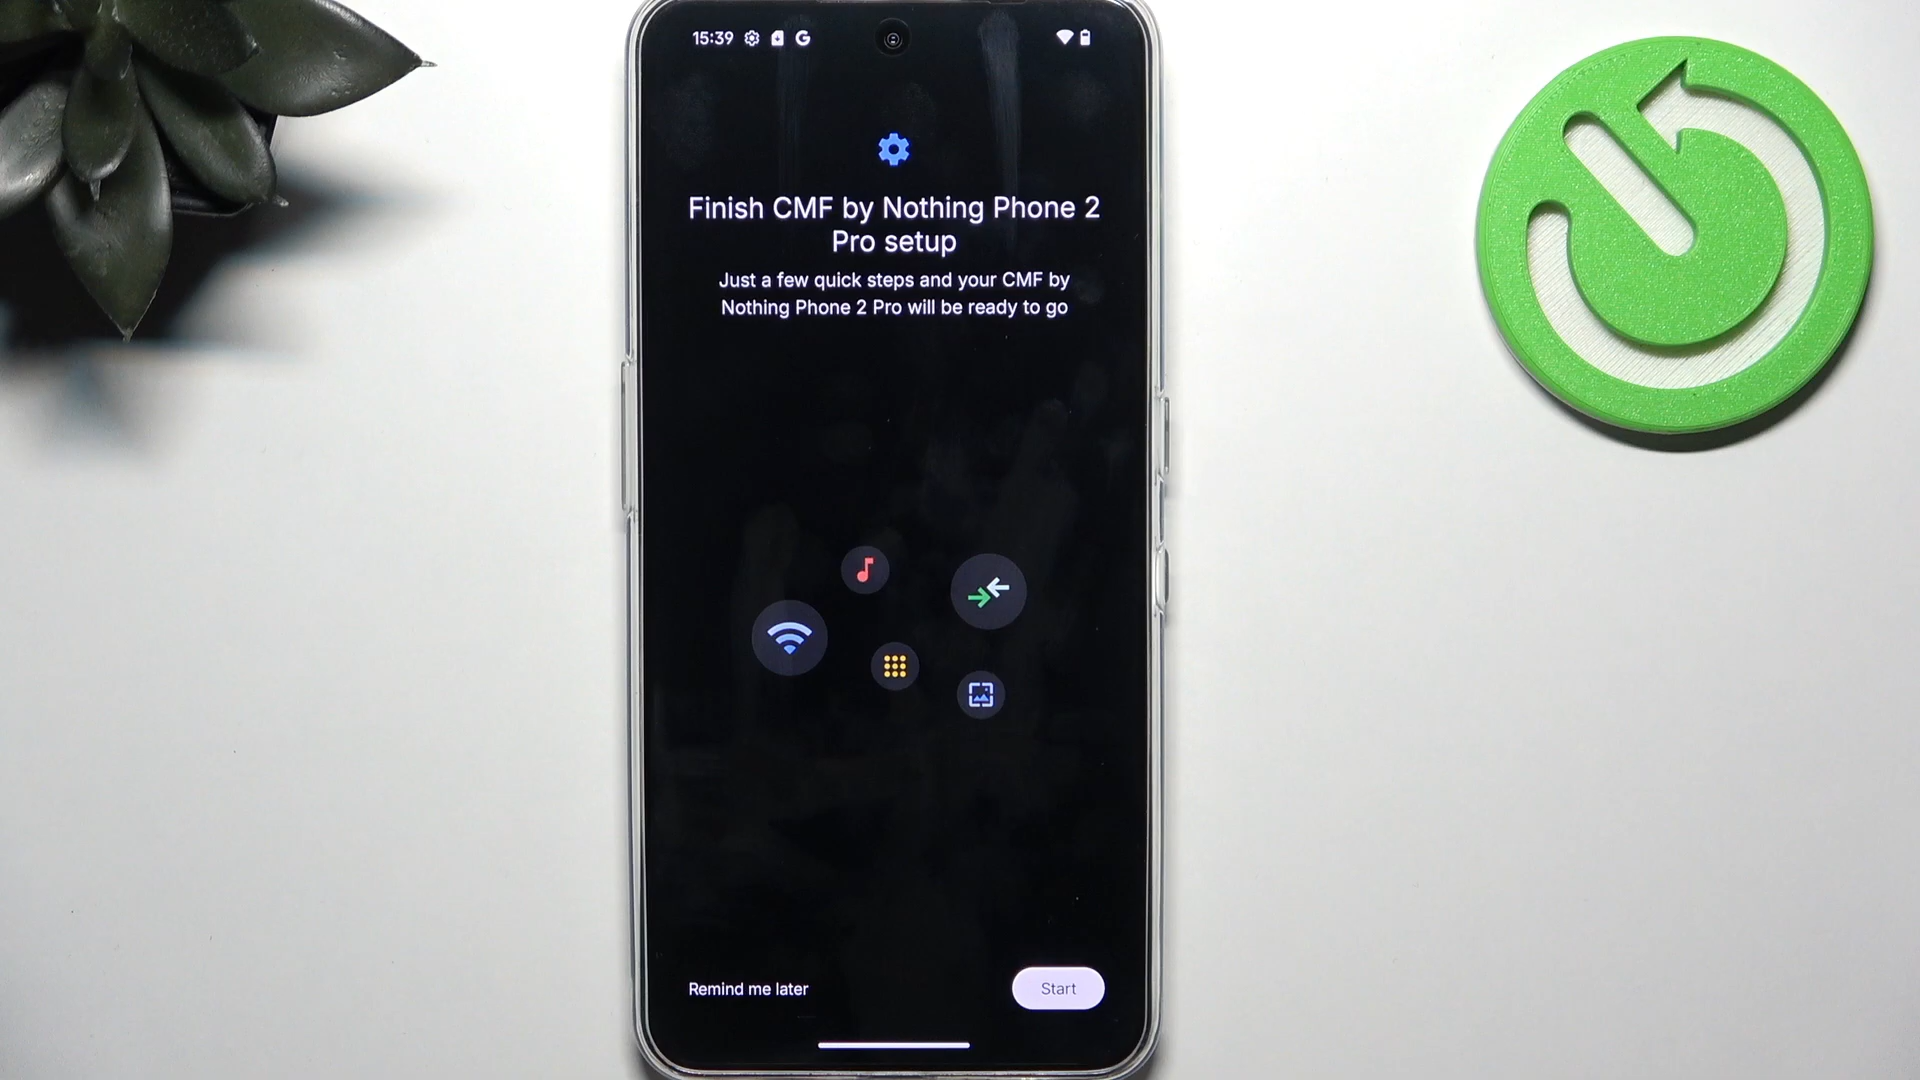 15:39
Finish CMF by Nothing Phone 2
Pro setup
Just a few quick steps and your CMF by
Nothing Phone 2 Pro will be ready to go
Remind me later
Start